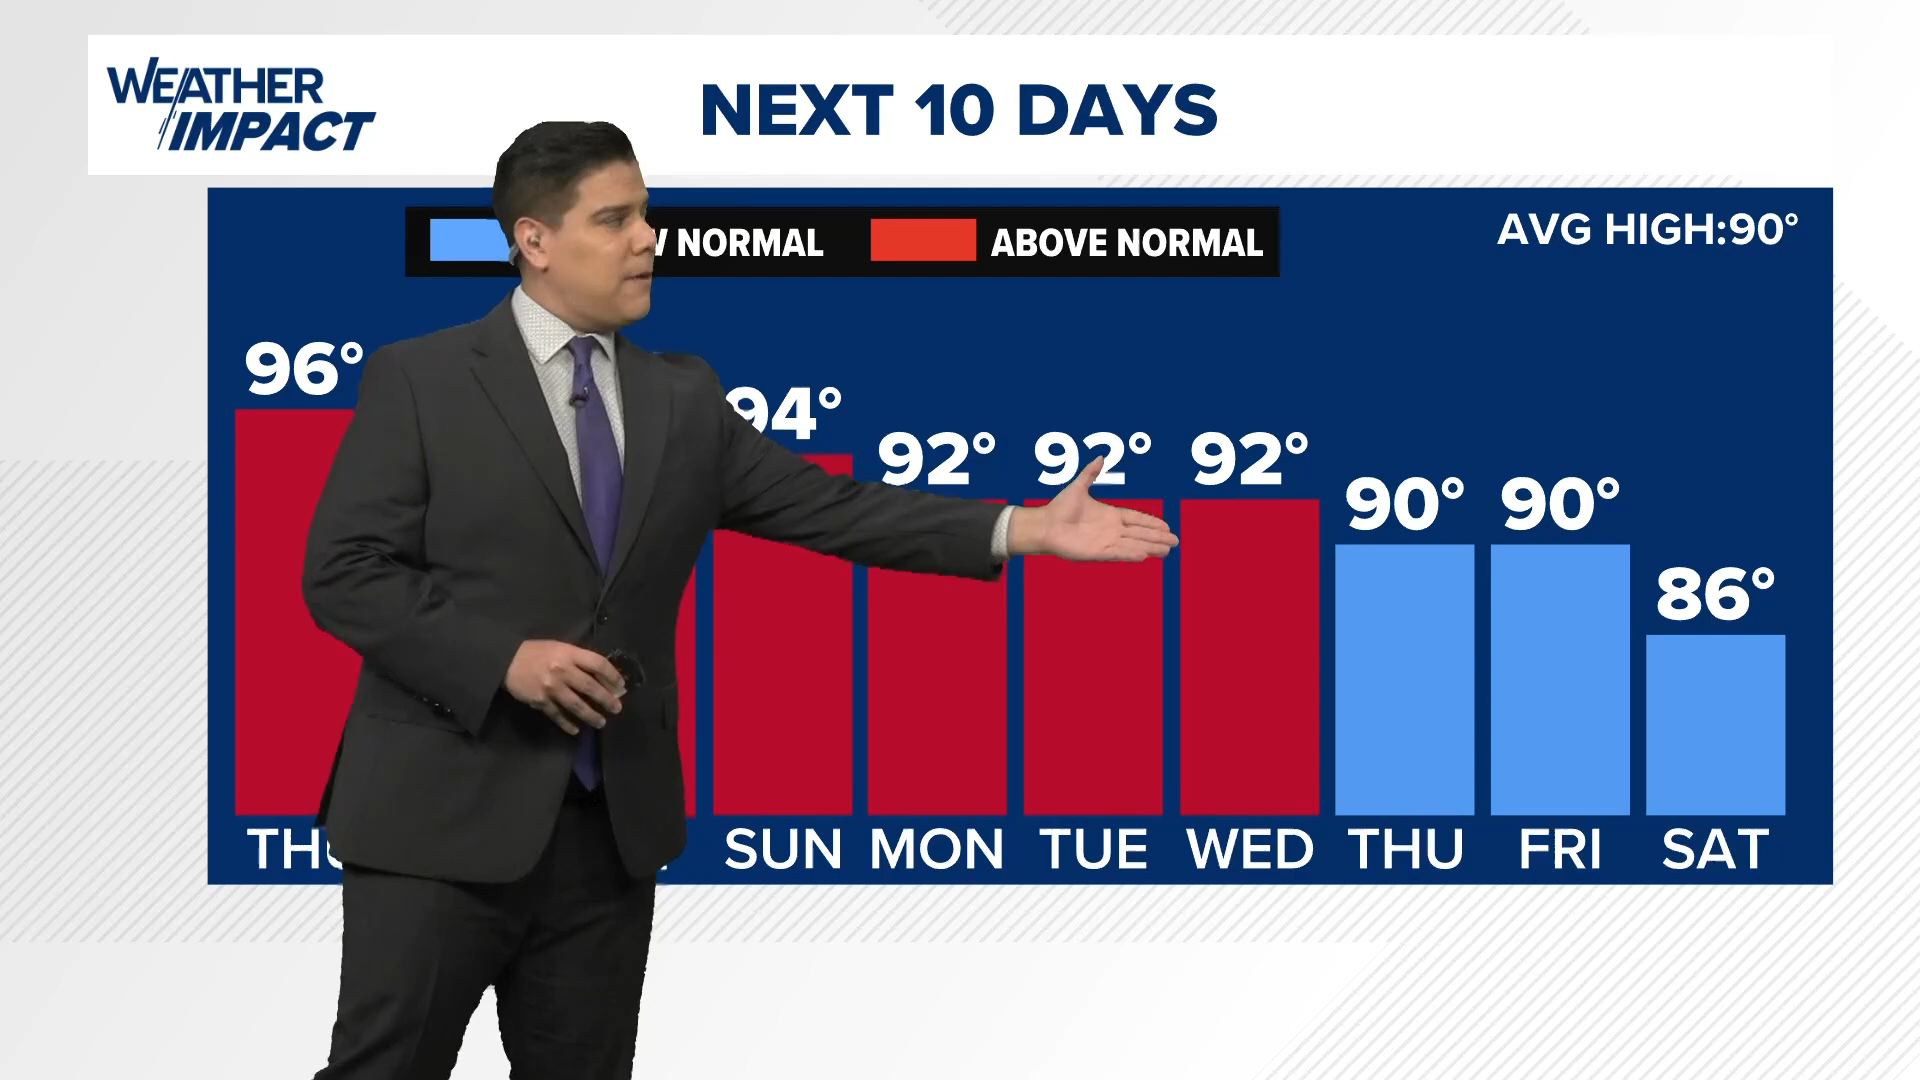 WEATHER
IMPACT
NEXT 10 DAYS
NORMAL
ABOVE NORMAL
AVG HIGH:90°
96°
94°
92°
92°
92°
90°
90°
86°
THU
SUN
MON
TUE
WED
THU
FRI
SAT